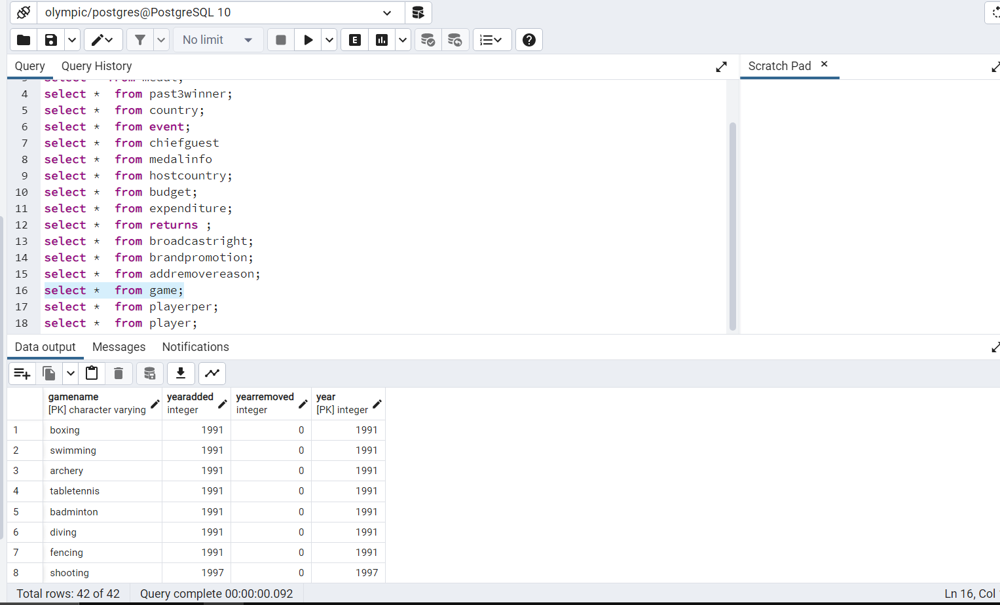 olympic/postgres@PostgreSQL 10
No limit
E
Query Query History
Scratch Pad
3 select * from medal;
4 select * from past3winner;
5 select * from country;
6 select * from event;
7 select * from chiefguest
8 select * from medalinfo
9 select * from hostcountry;
10 select * from budget;
11 select * from expenditure;
12 select * from returns ;
13 select * from broadcastright;
14 select * from brandpromotion;
15 select * from addremovereason;
16 select * from game;
17 select * from playerper;
18 select * from player;
Data output Messages Notifications
gamename yearadded yearremoved year
[PK] character varying integer integer [PK] integer
1 boxing 1991 0 1991
2 swimming 1991 0 1991
3 archery 1991 0 1991
4 tabletennis 1991 0 1991
5 badminton 1991 0 1991
6 diving 1991 0 1991
7 fencing 1991 0 1991
8 shooting 1997 0 1997
Total rows: 42 of 42 Query complete 00:00:00.092 Ln 16, Col